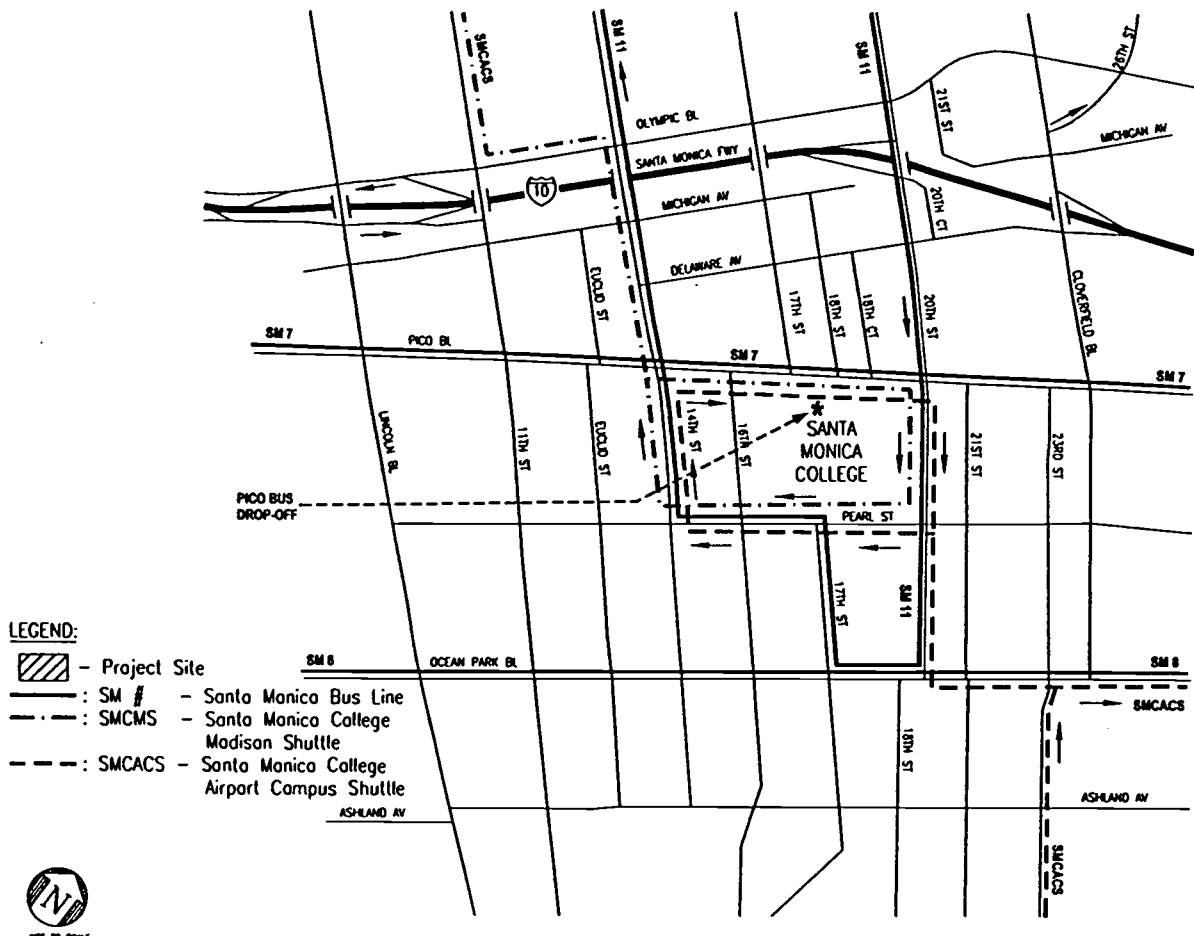 SMCACS
SM 11
SM 11
26TH ST
21ST ST
OLYMPIC BL
MICHIGAN AV
SANTA MONICA FWY
10
MICHIGAN AV
20TH CT
DELAWARE AV
EUCLID ST
17TH ST
18TH ST
18TH CT
20TH ST
CLOVERFIELD BL
SM 7
PICO BL
SM 7
SM 7
LINCOLN BL
11TH ST
EUCLID ST
14TH ST
16TH ST
SANTA
MONICA
COLLEGE
21ST ST
23RD ST
PICO BUS
DROP-OFF
PEARL ST
17TH ST
SM 11
LEGEND:
- Project Site
: SM # - Santa Monica Bus Line
: SMCMS - Santa Monica College
Madison Shuttle
: SMCACS - Santa Monica College
Airport Campus Shuttle
OCEAN PARK BL
SM 8
SMCACS
18TH ST
ASHLAND AV
ASHLAND AV
SMCACS
N